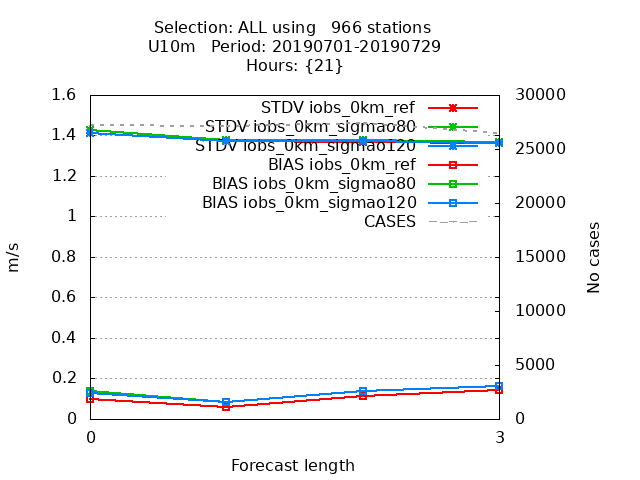 Selection: ALL using   966 stations
U10m   Period: 20190701-20190729
Hours: {21}
1.6
1.4
1.2
1
0.8
0.6
0.4
0.2
0
m/s
STDV iobs_0km_ref
STDV iobs_0km_sigmao80
STDV iobs_0km_sigmao120
BIAS iobs_0km_ref
BIAS iobs_0km_sigmao80
BIAS iobs_0km_sigmao120
CASES
30000
25000
20000
15000
10000
5000
0
No cases
0
3
Forecast length